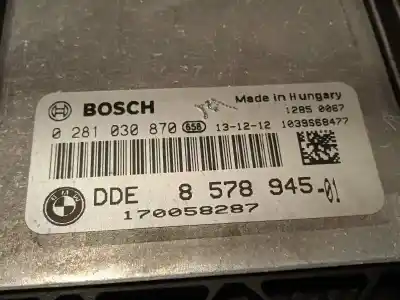 BOSCH
Made in Hungary
1285 0067
0 281 030 870 658 13-12-12 1039S68477
BMW
DDE 8 578 945-01
170058287